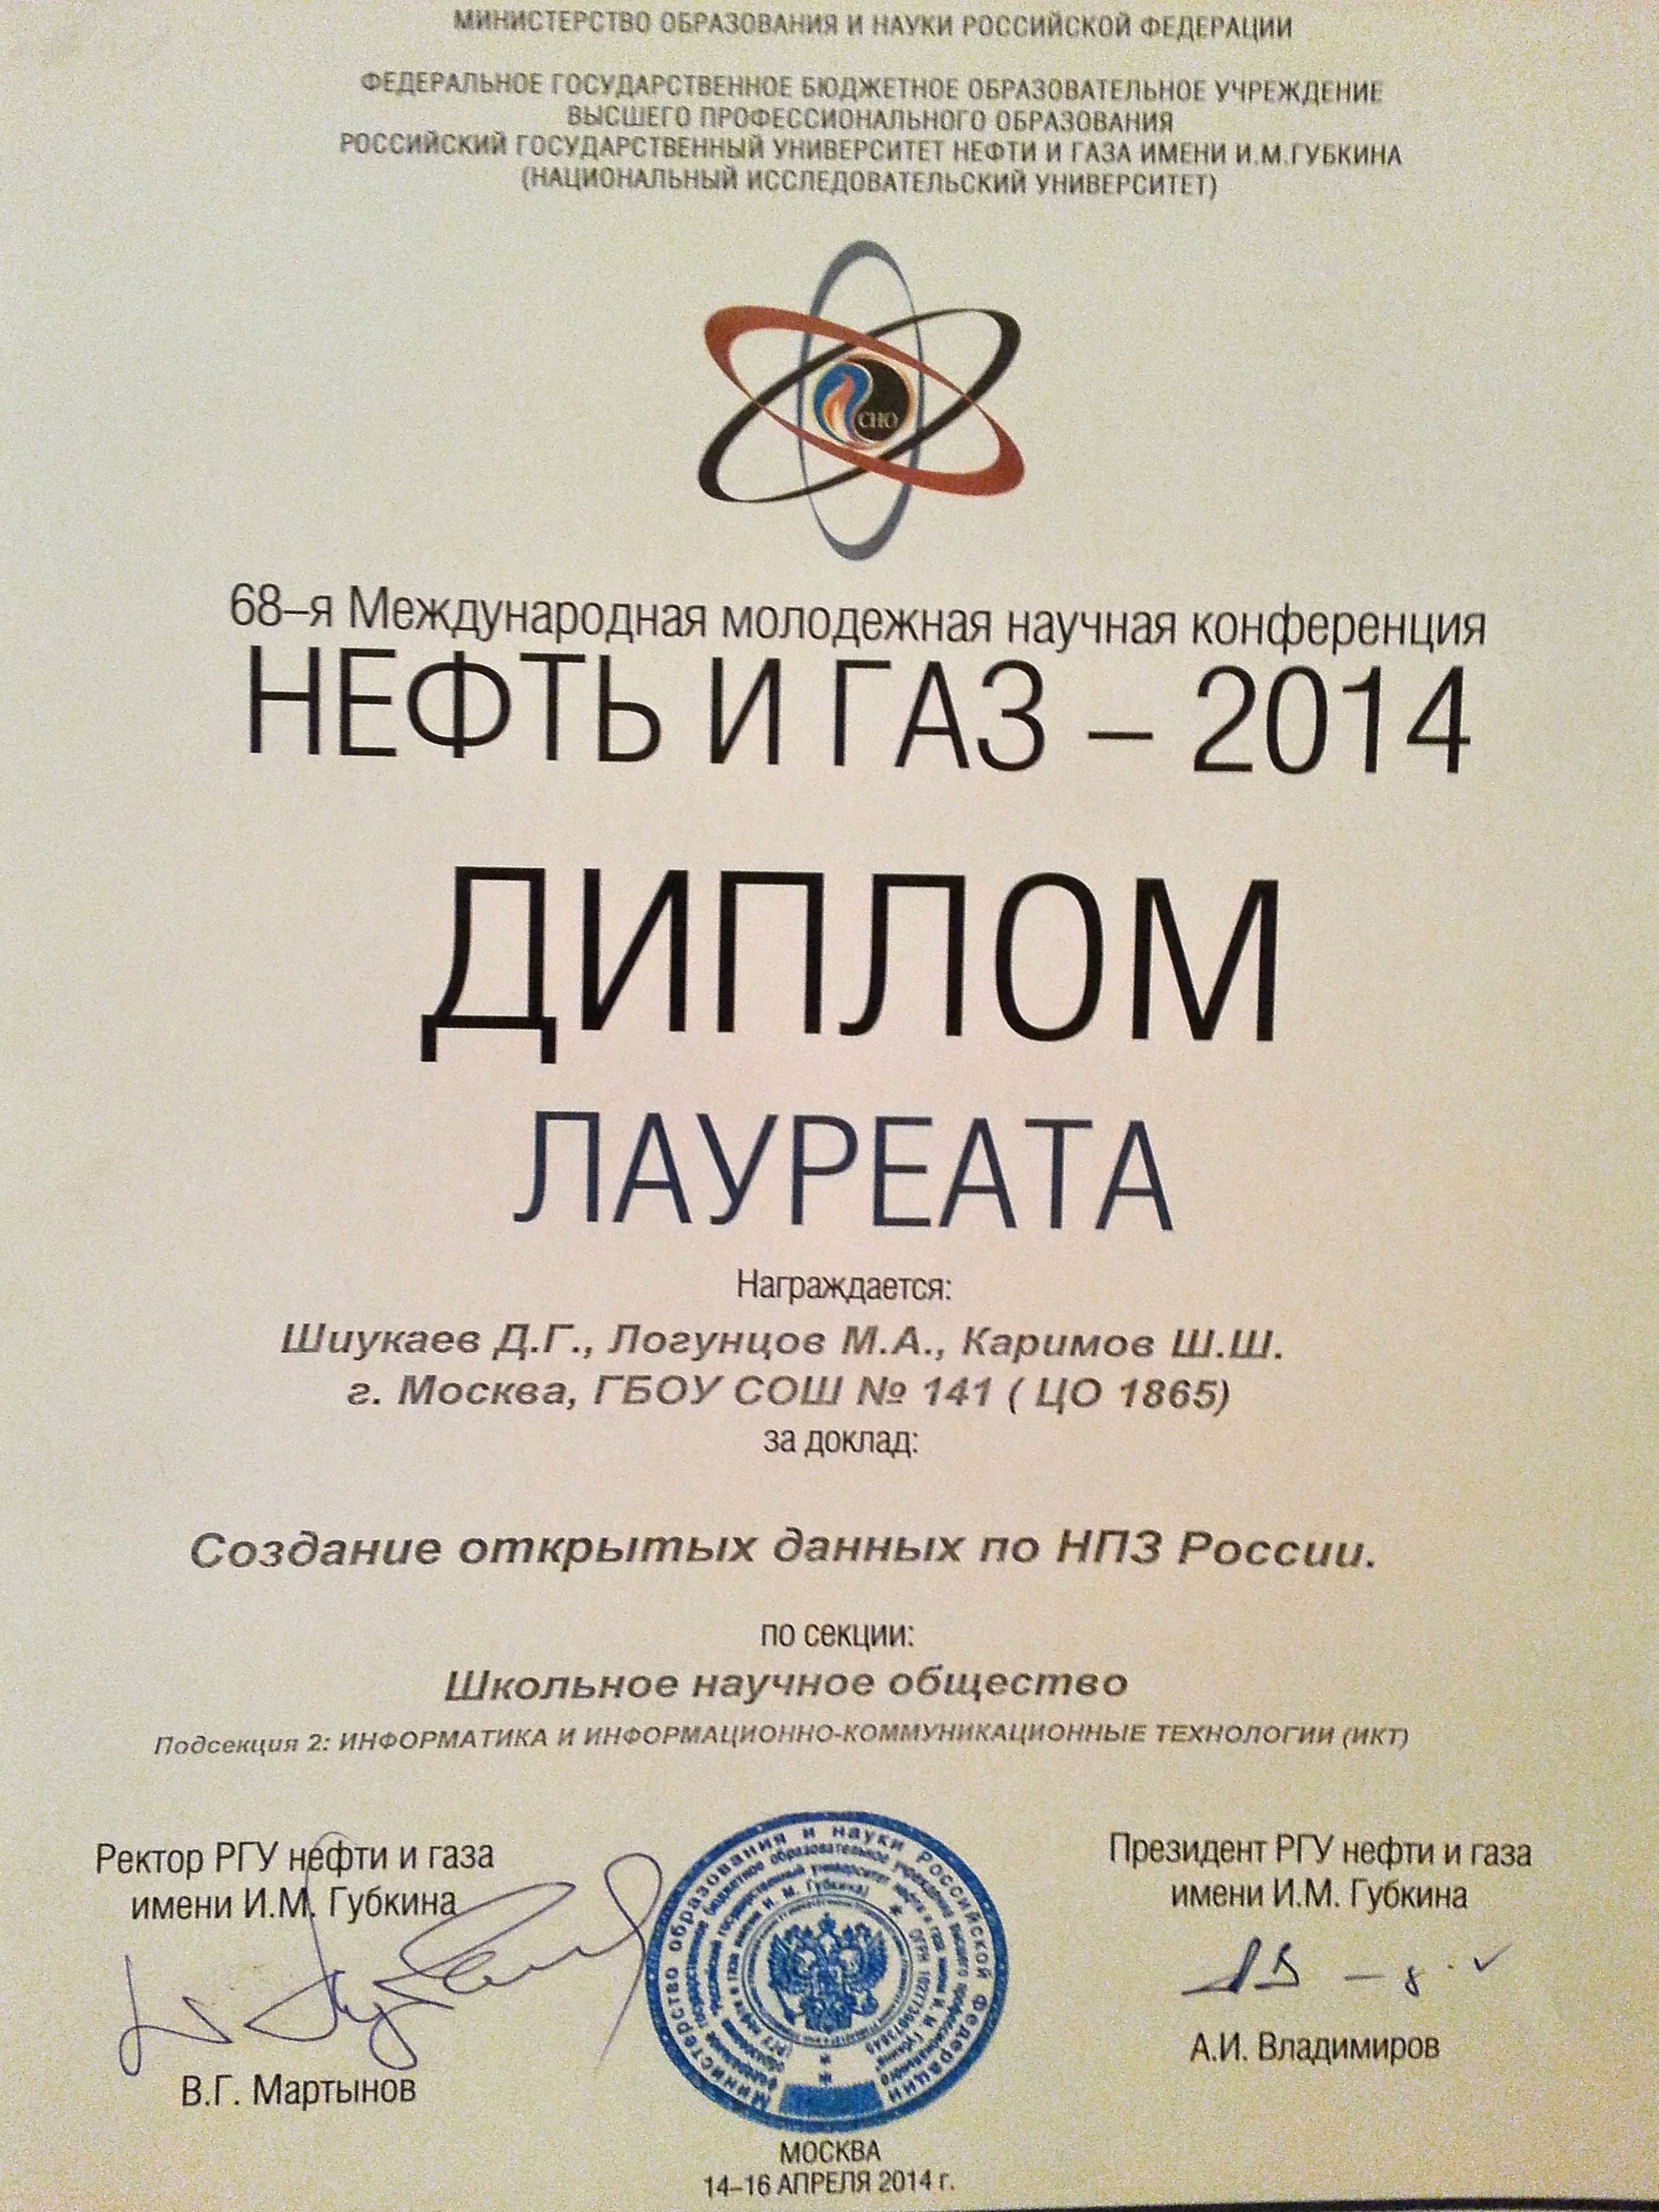 МИНИСТЕРСТВО ОБРАЗОВАНИЯ И НАУКИ РОССИЙСКОЙ ФЕДЕРАЦИИ
ФЕДЕРАЛЬНОЕ ГОСУДАРСТВЕННОЕ БЮДЖЕТНОЕ ОБРАЗОВАТЕЛЬНОЕ УЧРЕЖДЕНИЕ
ВЫСШЕГО ПРОФЕССИОНАЛЬНОГО ОБРАЗОВАНИЯ
РОССИЙСКИЙ ГОСУДАРСТВЕННЫЙ УНИВЕРСИТЕТ НЕФТИ И ГАЗА ИМЕНИ И.М.ГУБКИНА
(НАЦИОНАЛЬНЫЙ ИССЛЕДОВАТЕЛЬСКИЙ УНИВЕРСИТЕТ)
СНО
68–я Международная молодежная научная конференция
НЕФТЬ И ГАЗ – 2014
ДИПЛОМ
ЛАУРЕАТА
Награждается:
Шиукаев Д.Г., Логунцов М.А., Каримов Ш.Ш.
г. Москва, ГБОУ СОШ № 141 ( ЦО 1865)
за доклад:
Создание открытых данных по НПЗ России.
по секции:
Школьное научное общество
Подсекция 2: ИНФОРМАТИКА И ИНФОРМАЦИОННО-КОММУНИКАЦИОННЫЕ ТЕХНОЛОГИИ (ИКТ)
Ректор РГУ нефти и газа
имени И.М. Губкина
В.Г. Мартынов
Министерство образования и науки Российской Федерации
Президент РГУ нефти и газа
имени И.М. Губкина
А.И. Владимиров
МОСКВА
14–16 АПРЕЛЯ 2014 г.